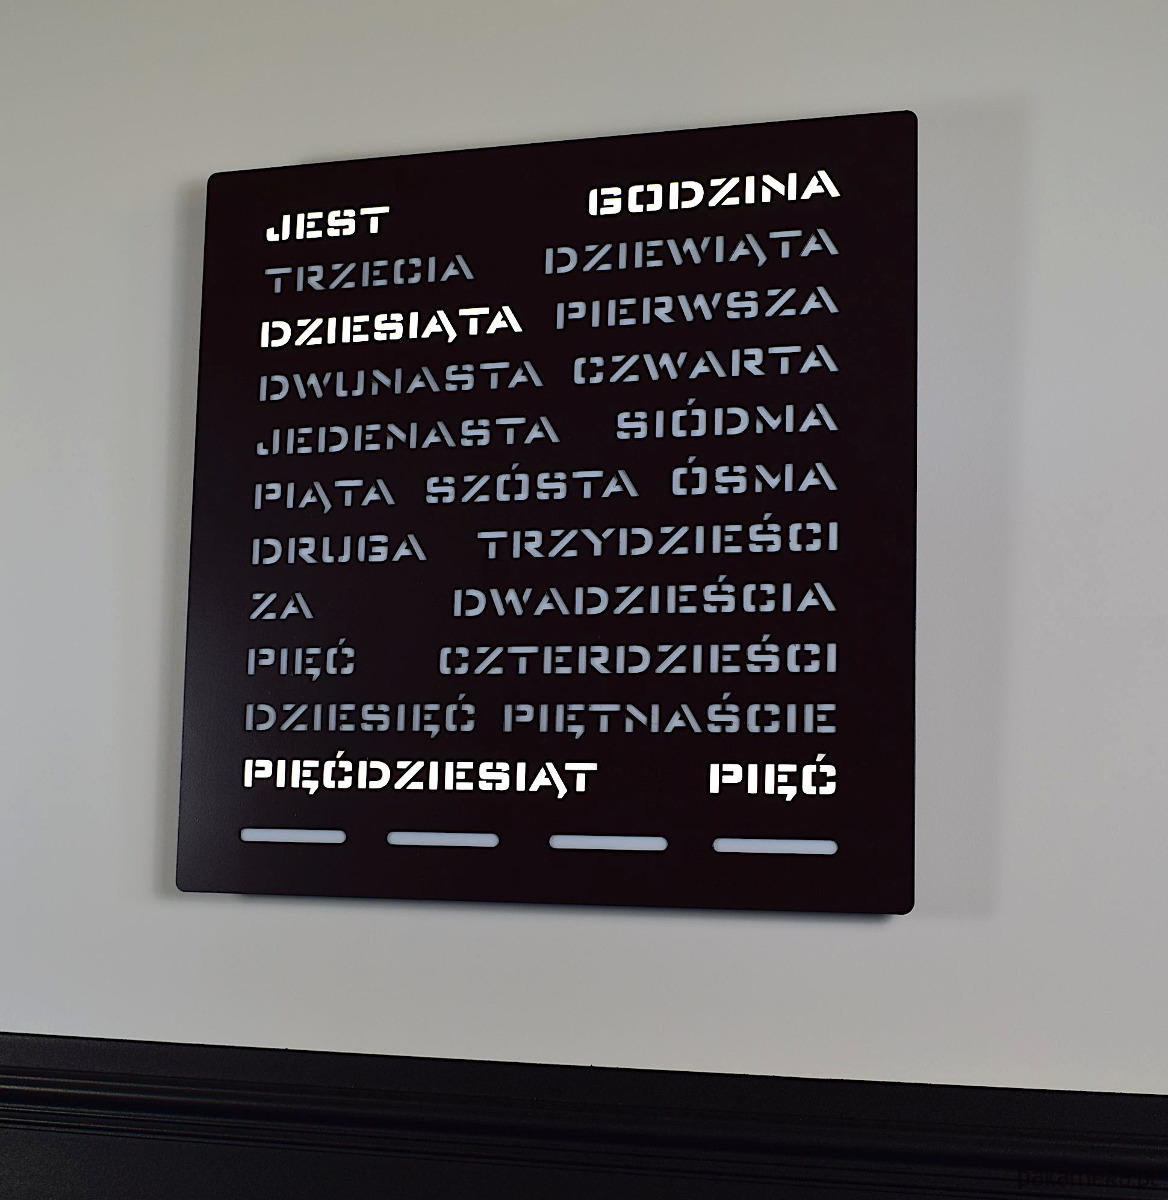 JEST GODZINA
TRZECIA DZIEWIĄTA
DZIESIĄTA PIERWSZA
DWUNASTA CZWARTA
JEDENASTA SIÓDMA
PIĄTA SZÓSTA ÓSMA
DRUGA TRZYDZIEŚCI
ZA DWADZIEŚCIA
PIĘĆ CZTERDZIEŚCI
DZIESIĘĆ PIĘTNAŚCIE
PIĘĆDZIESIĄT PIĘĆ